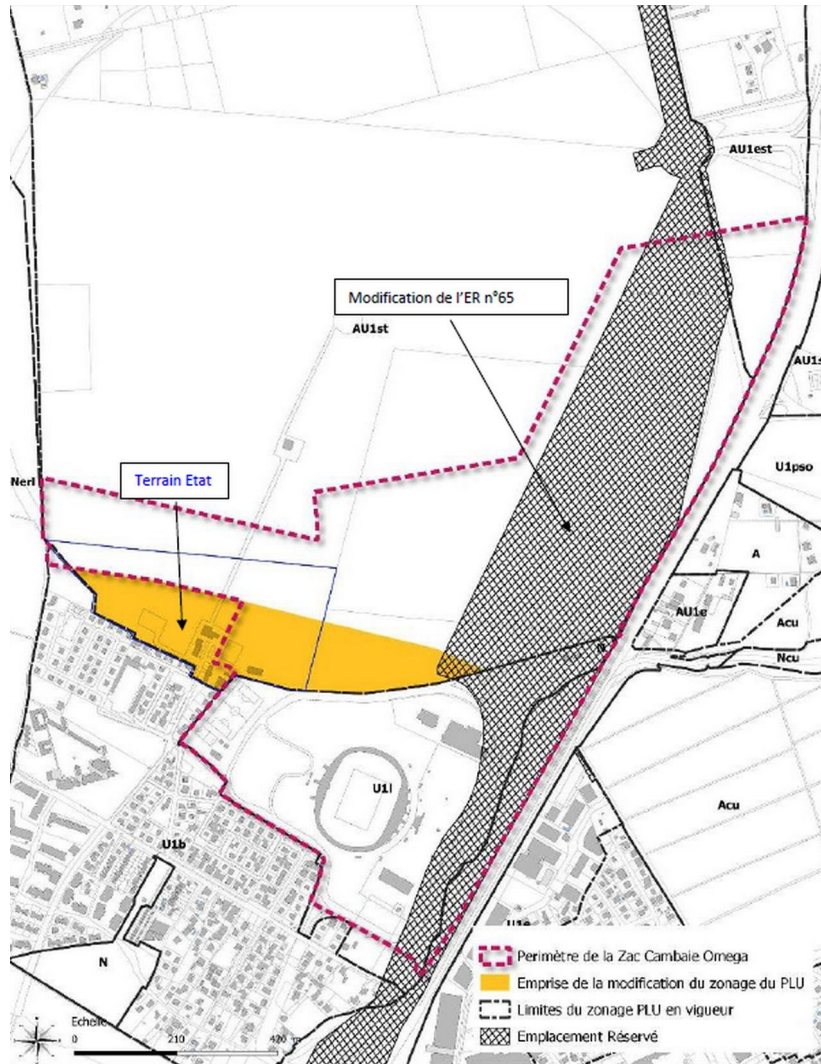 AU1est
Modification de l'ER n°65
AU1st
Terrain Etat
Nerl
U1pso
A
AU1e
Acu
Ncu
N
U1l
Acu
U1b
N
Perimètre de la Zac Cambaie Omega
Emprise de la modification du zonage du PLU
Limites du zonage PLU en vigueur
Emplacement Réservé
Echelle
0 210 420 m